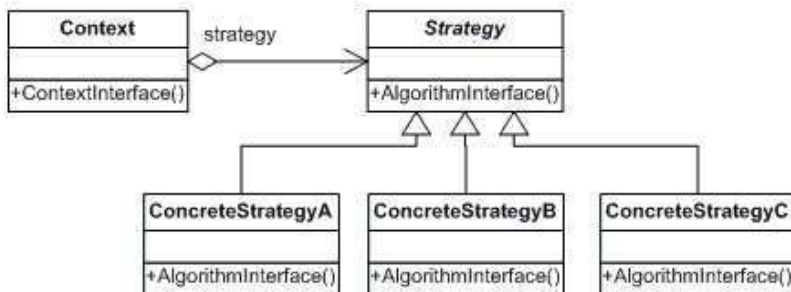 Context
strategy
Strategy
+ContextInterface()
+AlgorithmInterface()
ConcreteStrategyA
ConcreteStrategyB
ConcreteStrategyC
+AlgorithmInterface()
+AlgorithmInterface()
+AlgorithmInterface()